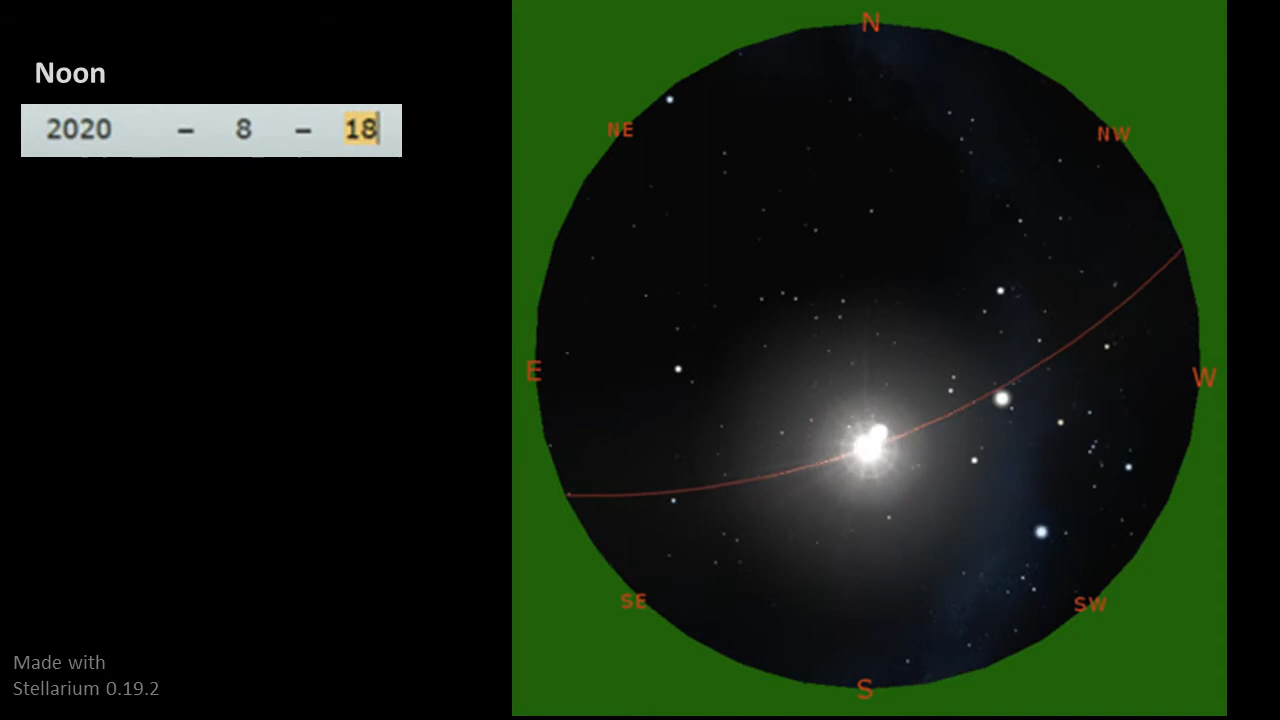 Noon
2020 - 8 - 18
N
NE
NW
E
W
SE
SW
S
Made with
Stellarium 0.19.2